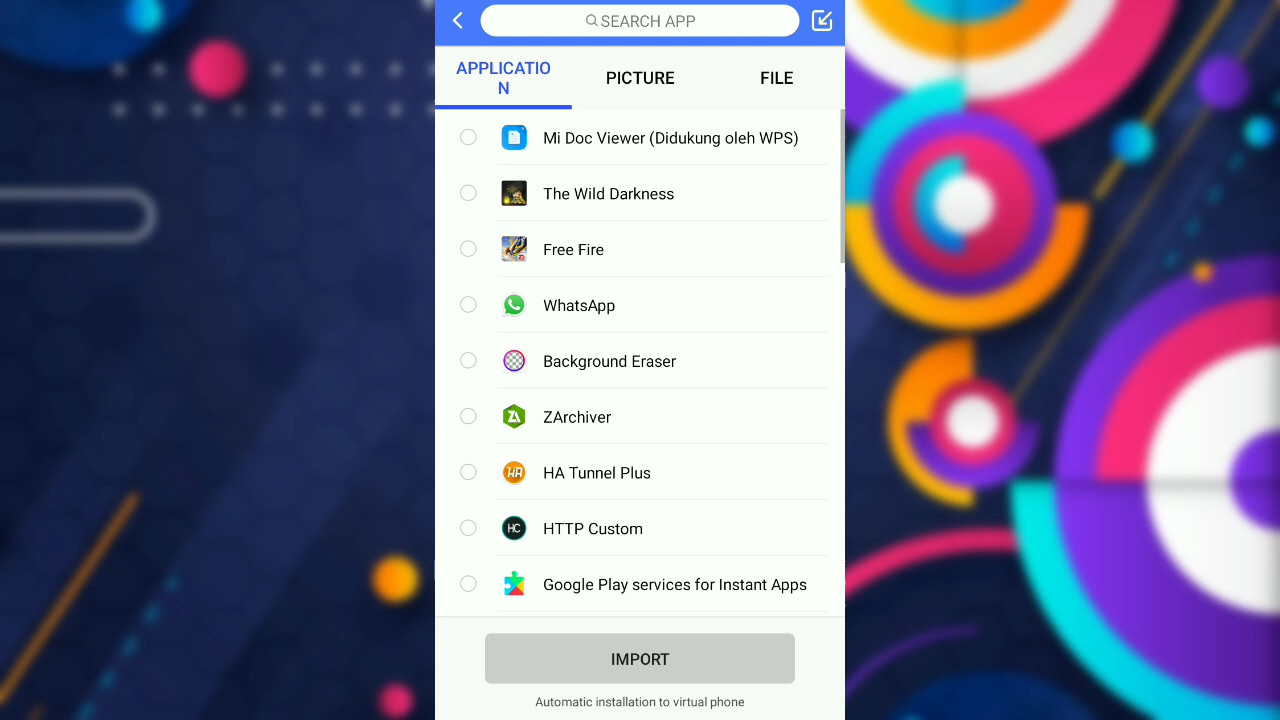 SEARCH APP
APPLICATIO
N
PICTURE
FILE
Mi Doc Viewer (Didukung oleh WPS)
The Wild Darkness
Free Fire
WhatsApp
Background Eraser
ZArchiver
HA Tunnel Plus
HTTP Custom
Google Play services for Instant Apps
IMPORT
Automatic installation to virtual phone